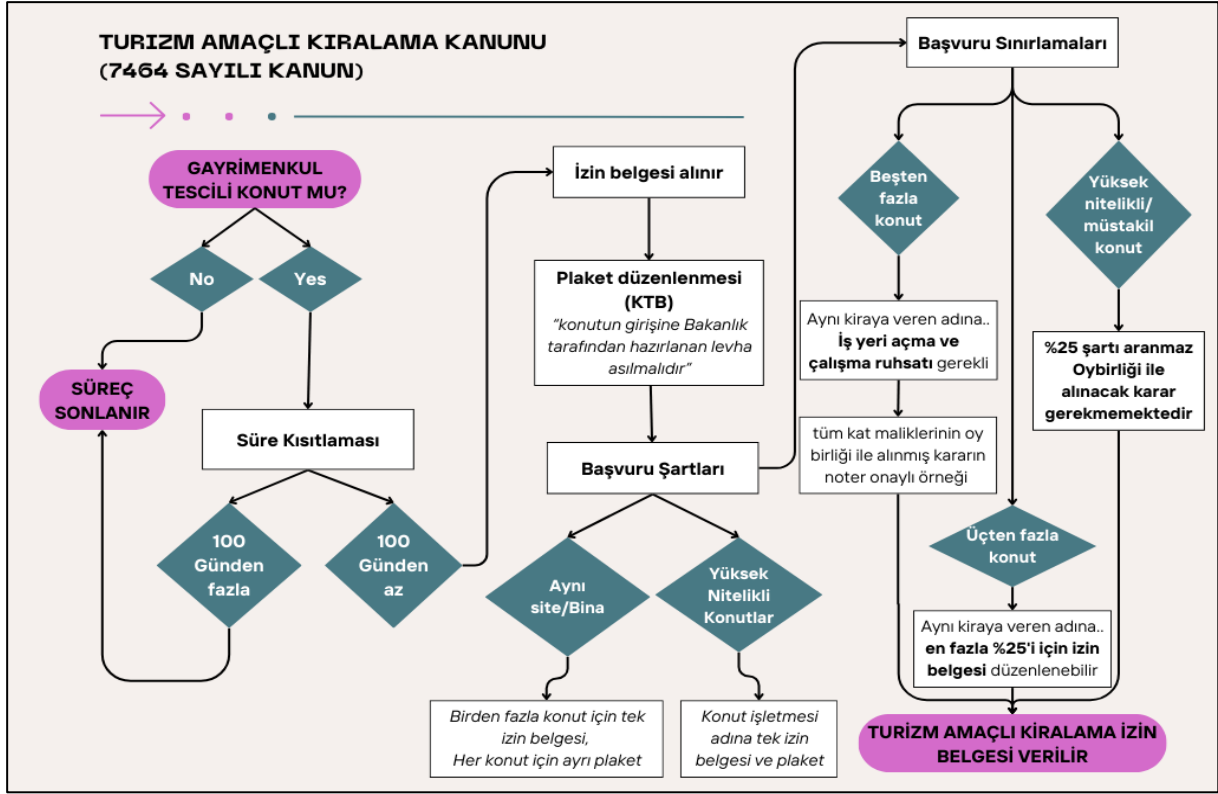 TURIZM AMAÇLI KIRALAMA KANUNU
(7464 SAYILI KANUN)
GAYRİMENKUL
TESCİLİ KONUT MU?
No
Yes
SÜREÇ
SONLANIR
Süre Kısıtlaması
100
Günden
fazla
100
Günden
az
İzin belgesi alınır
Plaket düzenlenmesi
(KTB)
“konutun girişine Bakanlık
tarafından hazırlanan levha
asılmalıdır”
Başvuru Şartları
Aynı
site/Bina
Yüksek
Nitelikli
Konutlar
Birden fazla konut için tek
izin belgesi,
Her konut için ayrı plaket
Konut işletmesi
adına tek izin
belgesi ve plaket
Başvuru Sınırlamaları
Beşten
fazla
konut
Yüksek
nitelikli/
müstakil
konut
Aynı kiraya veren adına..
İş yeri açma ve
çalışma ruhsatı gerekli
tüm kat maliklerinin oy
birliği ile alınmış kararın
noter onaylı örneği
%25 şartı aranmaz
Oybirliği ile
alınacak karar
gerekmemektedir
Üçten fazla
konut
Aynı kiraya veren adına..
en fazla %25'i için izin
belgesi düzenlenebilir
TURİZM AMAÇLI KİRALAMA İZİN
BELGESİ VERİLİR